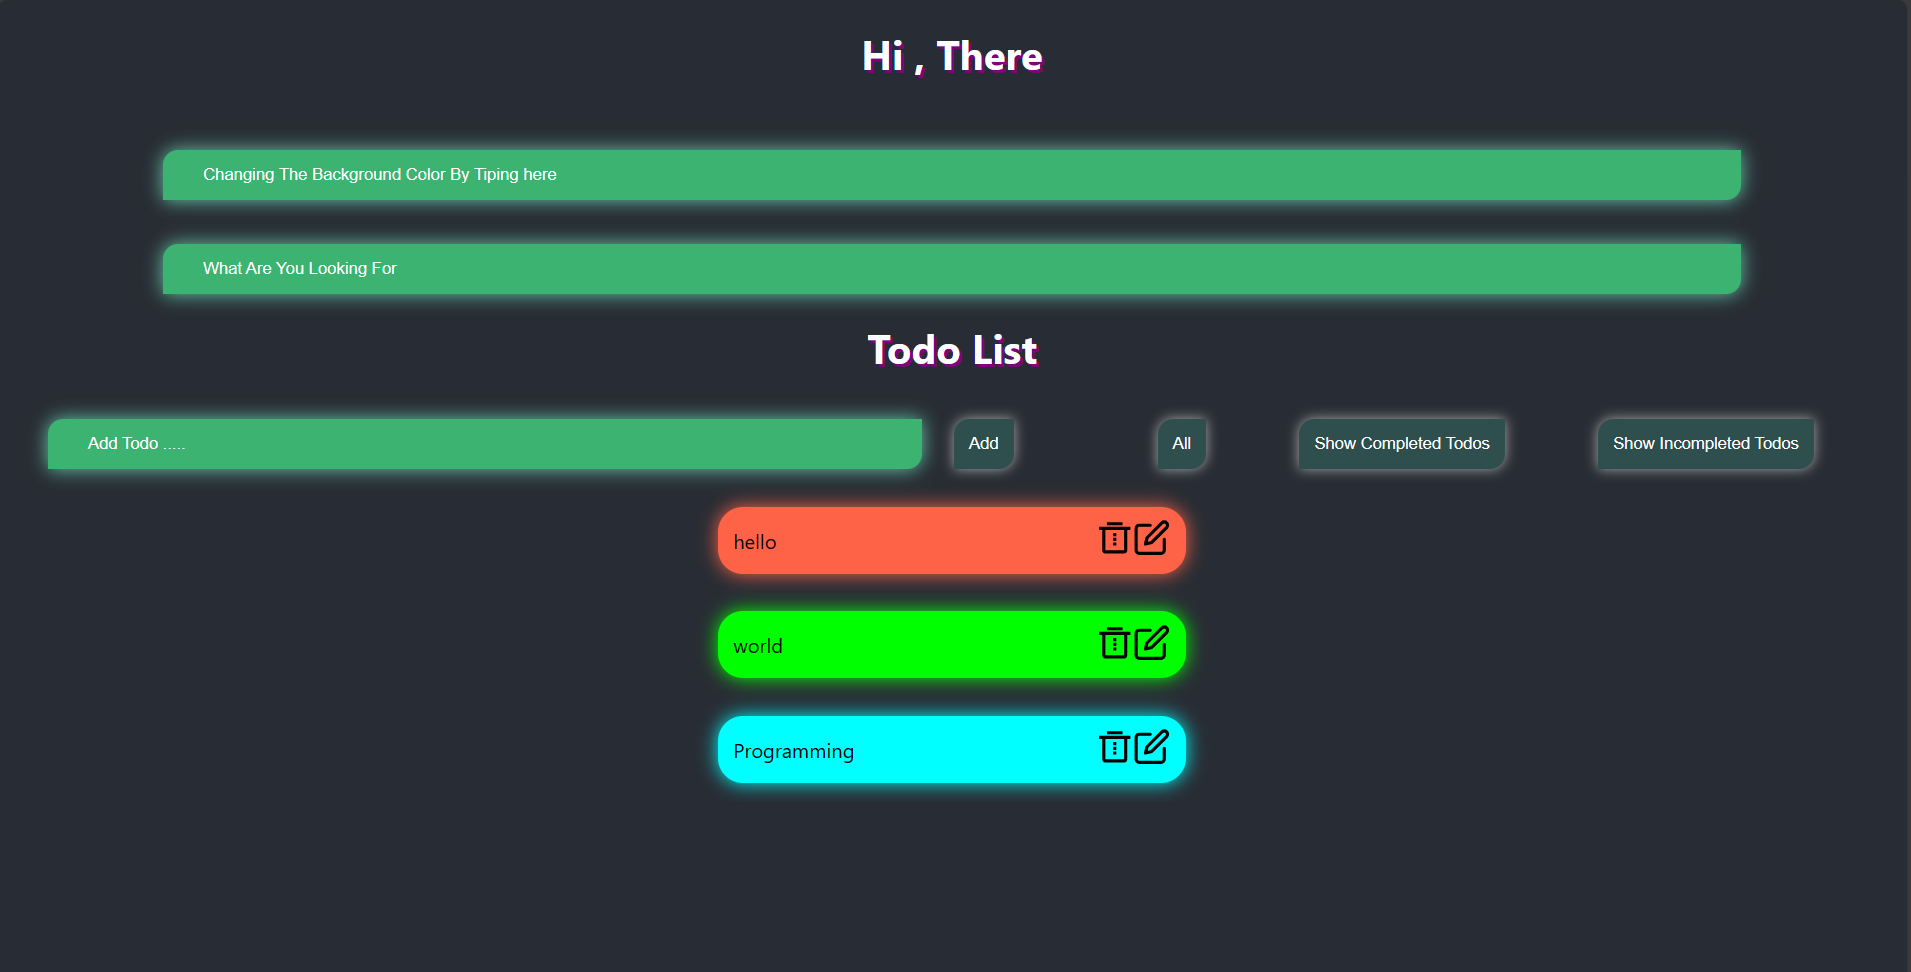 Hi , There
Changing The Background Color By Tiping here
What Are You Looking For
Todo List
Add Todo ..... Add All Show Completed Todos Show Incompleted Todos
hello
world
Programming